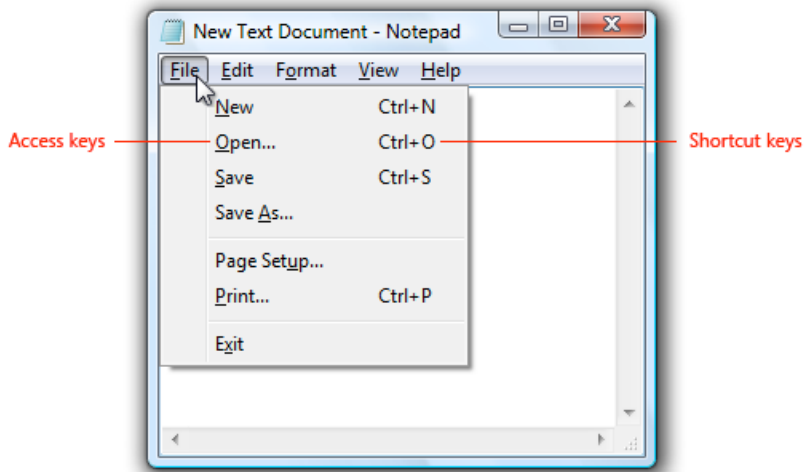 New Text Document - Notepad
File Edit Format View Help
New Ctrl+N
Access keys Open... Ctrl+O Shortcut keys
Save Ctrl+S
Save As...
Page Setup...
Print... Ctrl+P
Exit